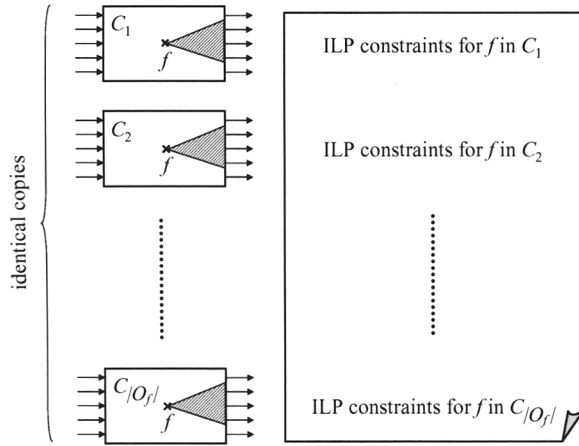 C1
f
ILP constraints for f in C1
C2
f
ILP constraints for f in C2
identical copies
C/Of/
f
ILP constraints for f in C/Of/